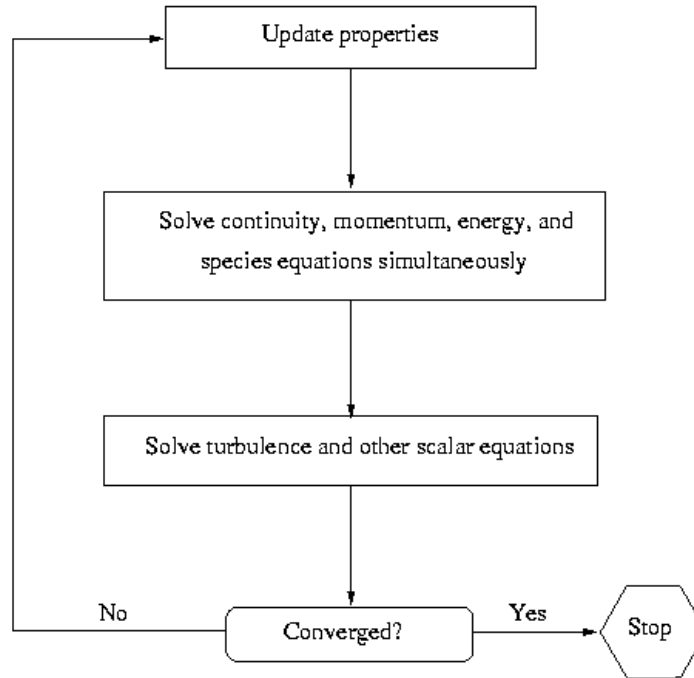 Update properties
Solve continuity, momentum, energy, and
species equations simultaneously
Solve turbulence and other scalar equations
No
Converged?
Yes
Stop